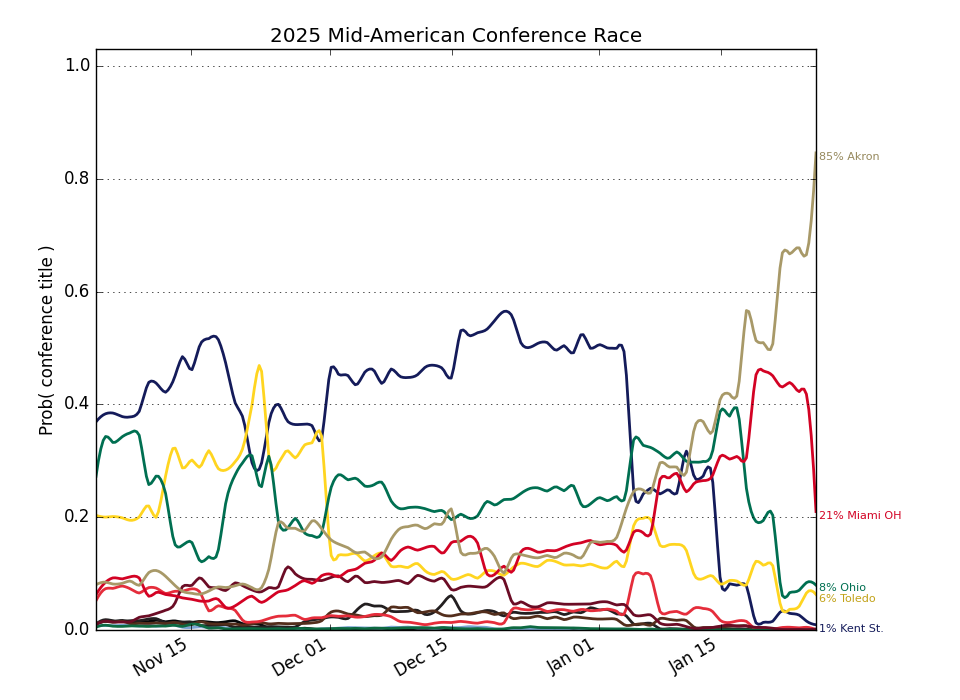 2025 Mid-American Conference Race
Prob( conference title )
1.0
0.8
0.6
0.4
0.2
0.0
Nov 15
Dec 01
Dec 15
Jan 01
Jan 15
85% Akron
21% Miami OH
8% Ohio
6% Toledo
1% Kent St.